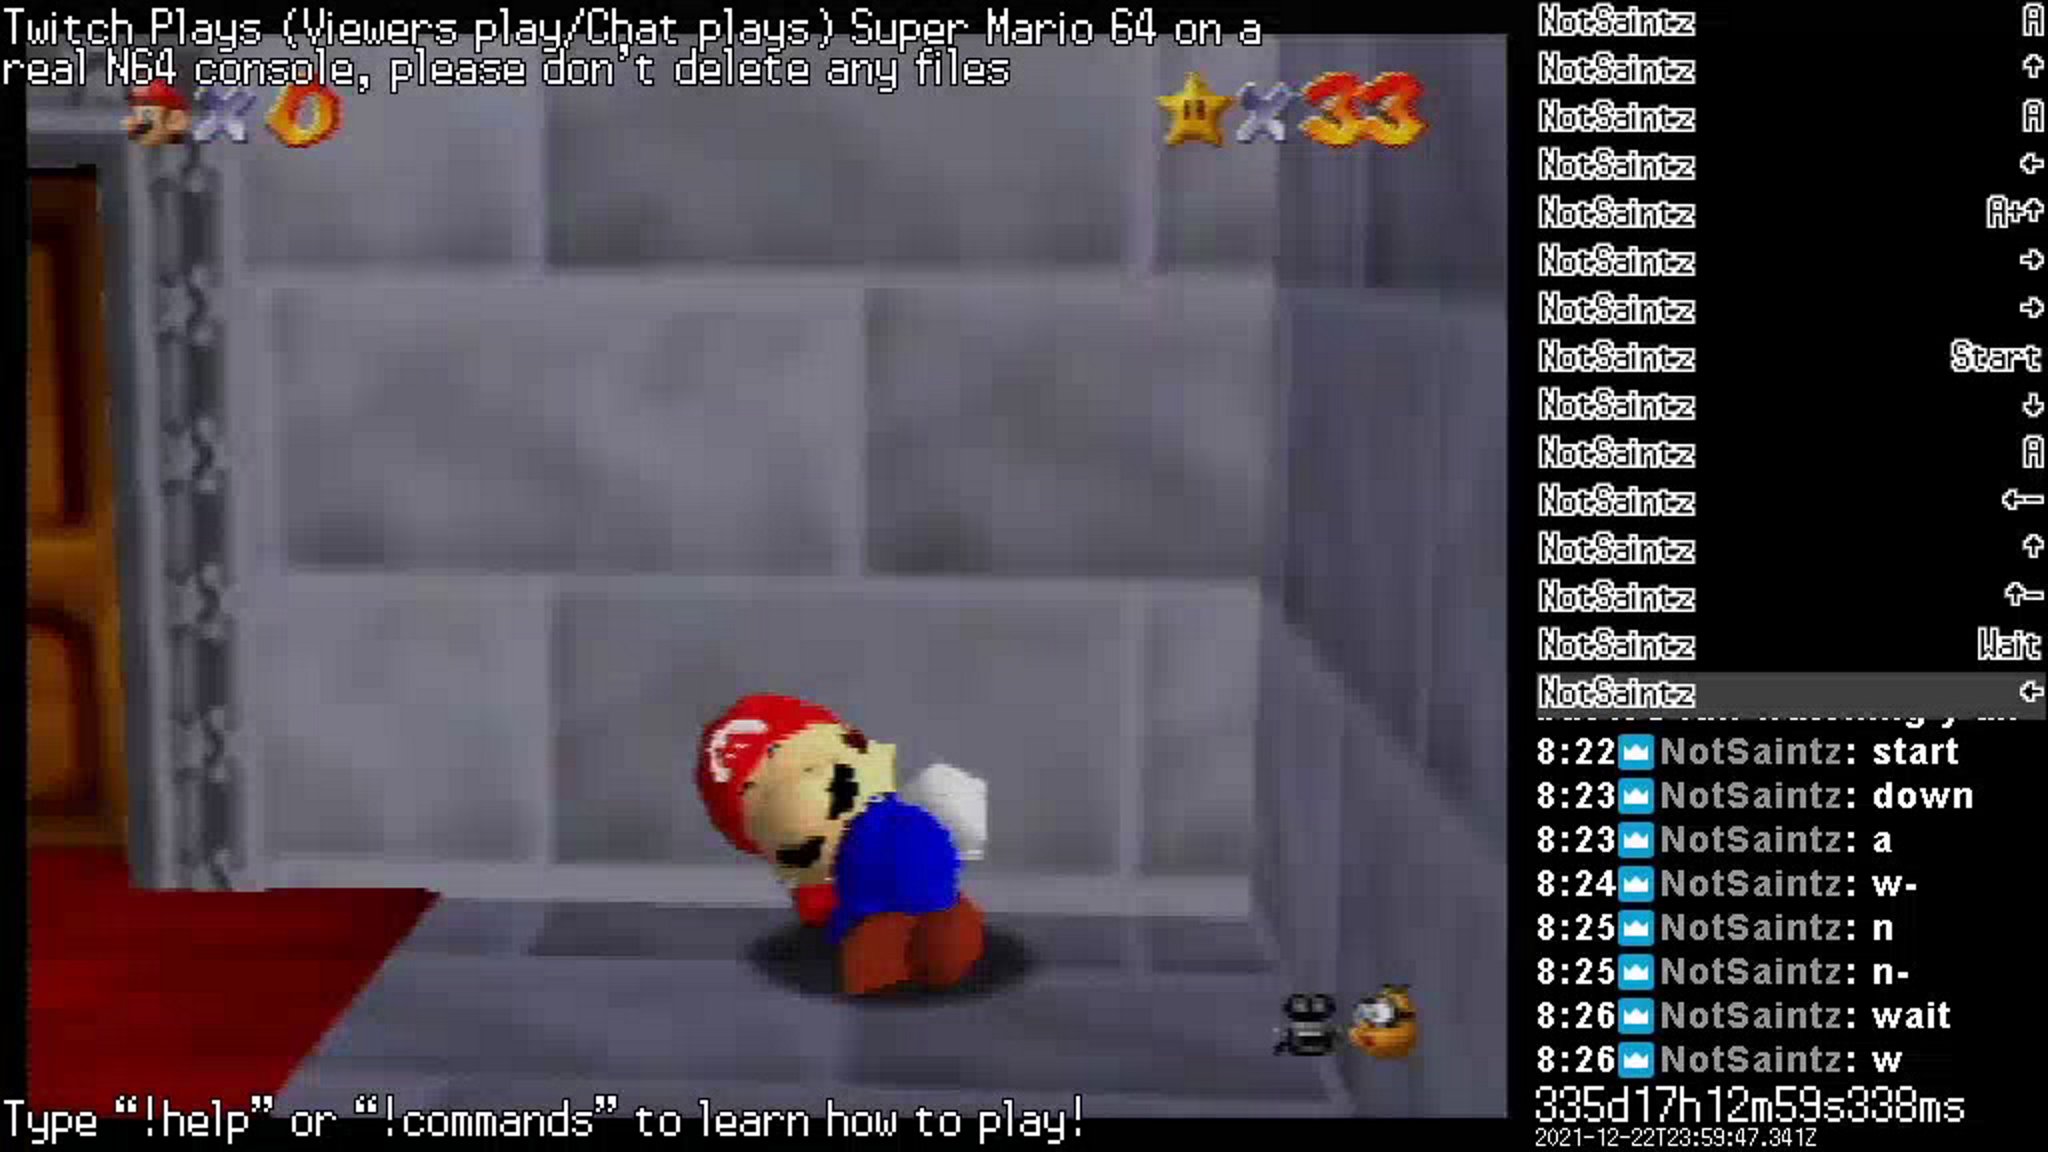 Twitch Plays (Viewers play/Chat plays) Super Mario 64 on a
real N64 console, please don't delete any files
0
33
NotSaintz A
NotSaintz ↑
NotSaintz A
NotSaintz ←
NotSaintz A+↑
NotSaintz →
NotSaintz →
NotSaintz Start
NotSaintz ↓
NotSaintz A
NotSaintz ←-
NotSaintz ↑
NotSaintz ↑-
NotSaintz Wait
NotSaintz ←
8:22 NotSaintz: start
8:23 NotSaintz: down
8:23 NotSaintz: a
8:24 NotSaintz: w-
8:25 NotSaintz: n
8:25 NotSaintz: n-
8:26 NotSaintz: wait
8:26 NotSaintz: w
335d17h12m59s338ms
2021-12-22T23:59:47.341Z
Type “!help” or “!commands” to learn how to play!